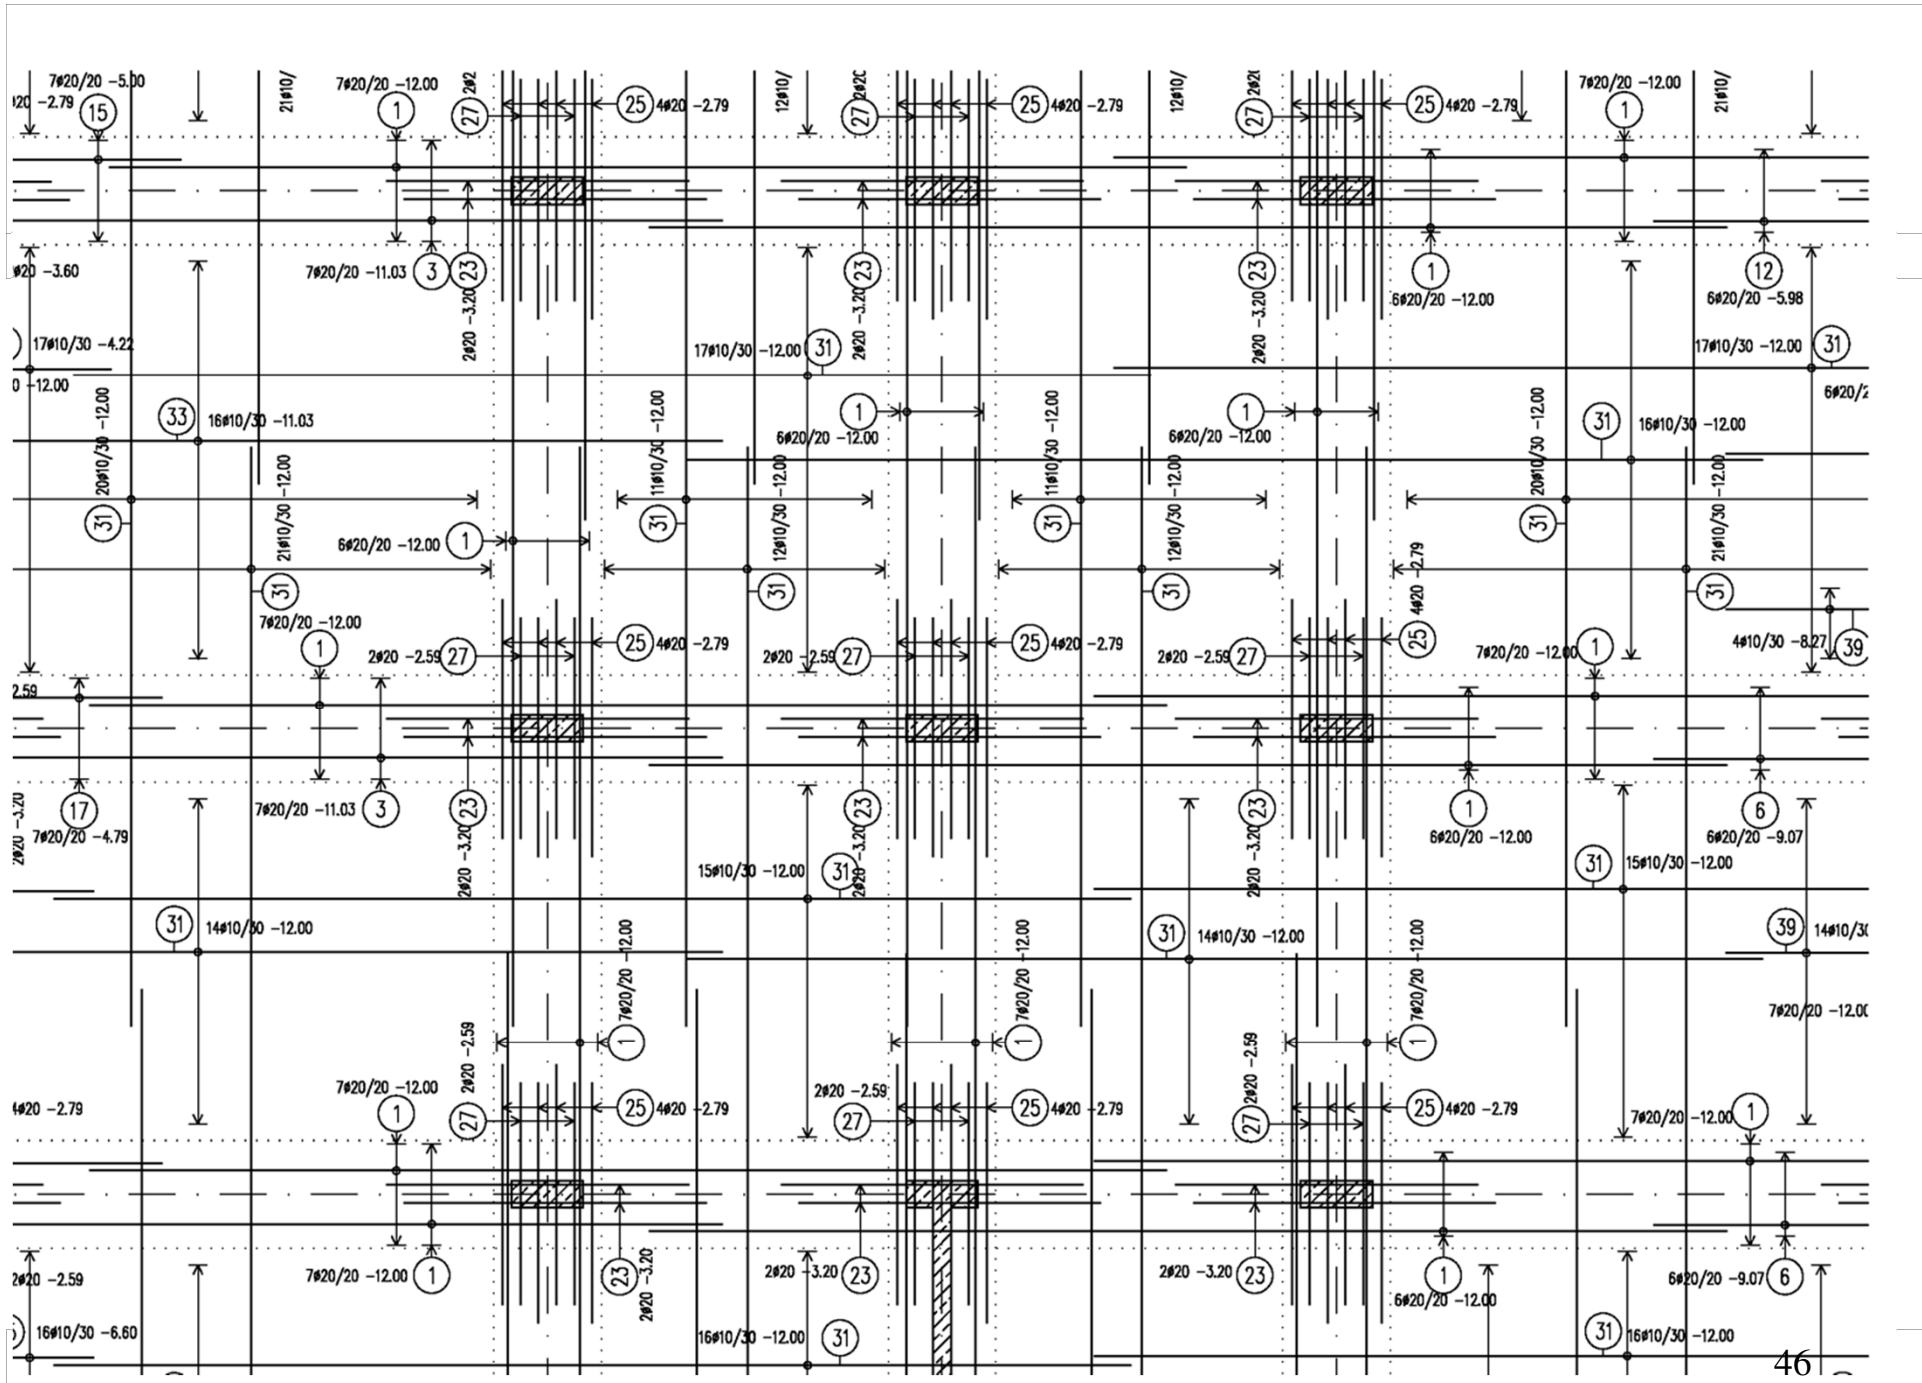 7ø20/20 -5.00
ø20 -2.79
15
21ø10/
7ø20/20 -12.00
1
2ø2
27
25 4ø20 -2.79
12ø10/
2ø20
27
25 4ø20 -2.79
12ø10/
2ø20
27
25 4ø20 -2.79
7ø20/20 -12.00
1
21ø10/
ø20 -3.60
7ø20/20 -11.03 3
23
2ø20 -3.20
23
2ø20 -3.20
23
2ø20 -3.20
1
6ø20/20 -12.00
12
6ø20/20 -5.98
17ø10/30 -4.22
0 -12.00
17ø10/30 -12.00 31
17ø10/30 -12.00 31
6ø20/2
20ø10/30 -12.00
31
33 16ø10/30 -11.03
21ø10/30 -12.00
31
11ø10/30 -12.00
31
12ø10/30 -12.00
31
1
6ø20/20 -12.00
11ø10/30 -12.00
31
12ø10/30 -12.00
31
1
6ø20/20 -12.00
20ø10/30 -12.00
31
31 16ø10/30 -12.00
21ø10/30 -12.00
31
6ø20/20 -12.00 1
7ø20/20 -12.00
1
2ø20 -2.59 27
25 4ø20 -2.79
2ø20 -2.59 27
25 4ø20 -2.79
2ø20 -2.59 27
4ø20 -2.79
25
7ø20/20 -12.00 1
4ø10/30 -8.27 39
2.59
17
7ø20/20 -4.79
2ø20 -3.20
7ø20/20 -11.03 3
23
2ø20 -3.20
23
2ø20 -3.20
23
2ø20 -3.20
1
6ø20/20 -12.00
6
6ø20/20 -9.07
15ø10/30 -12.00 31
31 15ø10/30 -12.00
31 14ø10/30 -12.00
31 14ø10/30 -12.00
39 14ø10/30
7ø20/20 -12.00
1
7ø20/20 -12.00
1
7ø20/20 -12.00
1
7ø20/20 -12.00
4ø20 -2.79
7ø20/20 -12.00
1
2ø20 -2.59
27
25 4ø20 -2.79
2ø20 -2.59
27
25 4ø20 -2.79
2ø20 -2.59
27
25 4ø20 -2.79
7ø20/20 -12.00 1
2ø20 -2.59
7ø20/20 -12.00 1
23
2ø20 -3.20
2ø20 -3.20 23
2ø20 -3.20 23
1
6ø20/20 -12.00
6ø20/20 -9.07 6
16ø10/30 -6.60
16ø10/30 -12.00 31
31 16ø10/30 -12.00
46